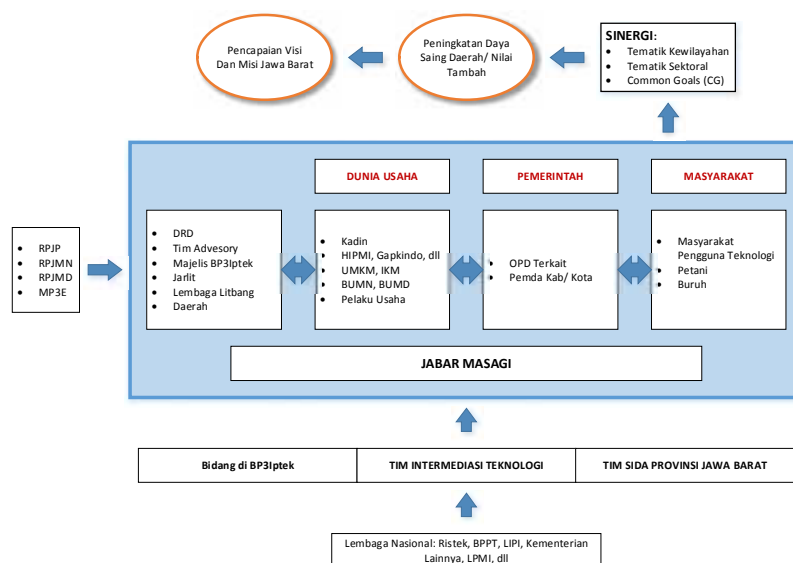 Pencapaian Visi
Dan Misi Jawa Barat
Peningkatan Daya
Saing Daerah/ Nilai
Tambah
SINERGI:
• Tematik Kewilayahan
• Tematik Sektoral
• Common Goals (CG)
DUNIA USAHA
PEMERINTAH
MASYARAKAT
• RPJP
• RPJMN
• RPJMD
• MP3E
• DRD
• Tim Advesory
• Majelis BP3Iptek
• Jarlit
• Lembaga Litbang
• Daerah
• Kadin
• HIPMI, Gapkindo, dll
• UMKM, IKM
• BUMN, BUMD
• Pelaku Usaha
• OPD Terkait
• Pemda Kab/ Kota
• Masyarakat
Pengguna Teknologi
• Petani
• Buruh
JABAR MASAGI
Bidang di BP3Iptek
TIM INTERMEDIASI TEKNOLOGI
TIM SIDA PROVINSI JAWA BARAT
Lembaga Nasional: Ristek, BPPT, LIPI, Kementerian
Lainnya, LPMI, dll